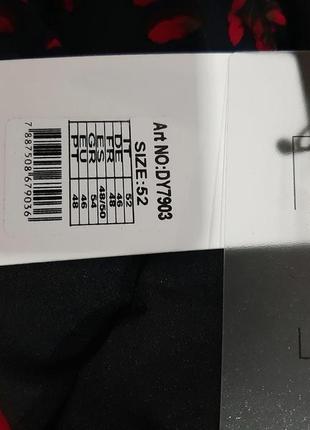 Art NO:DY7903
SIZE:52
IT 52
DE 46
FR 48
ES 48/50
GR 54
EU 46
PT 48
7887508679036